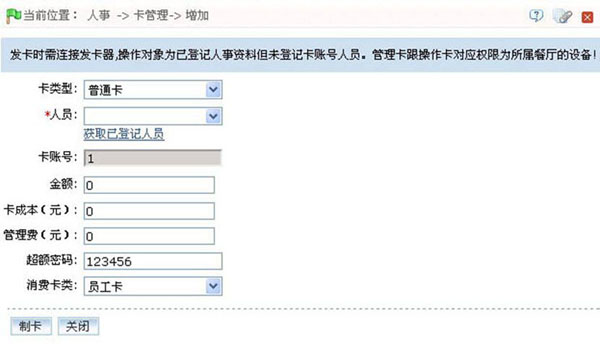 当前位置： 人事 -> 卡管理-> 增加
发卡时需连接发卡器,操作对象为已登记人事资料但未登记卡账号人员。管理卡跟操作卡对应权限为所属餐厅的设备!
卡类型: 普通卡
*人员:
获取已登记人员
卡账号: 1
金额: 0
卡成本（元）: 0
管理费（元）: 0
超额密码: 123456
消费卡类: 员工卡
制卡 关闭